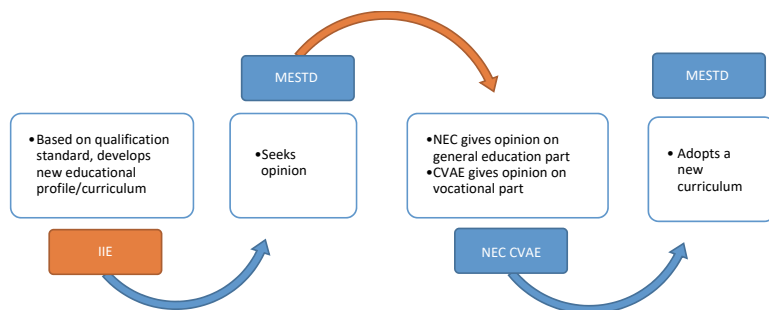 MESTD
MESTD
•Based on qualification
standard, develops
new educational
profile/curriculum
•Seeks
opinion
•NEC gives opinion on
general education part
•CVAE gives opinion on
vocational part
• Adopts a
new
curriculum
IIE
NEC CVAE